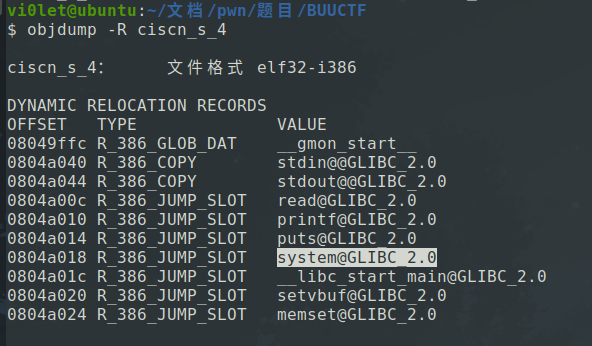 vi0let@ubuntu:~/文档/pwn/题目/BUUCTF
$ objdump -R ciscn_s_4
ciscn_s_4： 文件格式 elf32-i386
DYNAMIC RELOCATION RECORDS
OFFSET TYPE VALUE
08049ffc R_386_GLOB_DAT __gmon_start__
0804a040 R_386_COPY stdin@@GLIBC_2.0
0804a044 R_386_COPY stdout@@GLIBC_2.0
0804a00c R_386_JUMP_SLOT read@GLIBC_2.0
0804a010 R_386_JUMP_SLOT printf@GLIBC_2.0
0804a014 R_386_JUMP_SLOT puts@GLIBC_2.0
0804a018 R_386_JUMP_SLOT system@GLIBC_2.0
0804a01c R_386_JUMP_SLOT __libc_start_main@GLIBC_2.0
0804a020 R_386_JUMP_SLOT setvbuf@GLIBC_2.0
0804a024 R_386_JUMP_SLOT memset@GLIBC_2.0